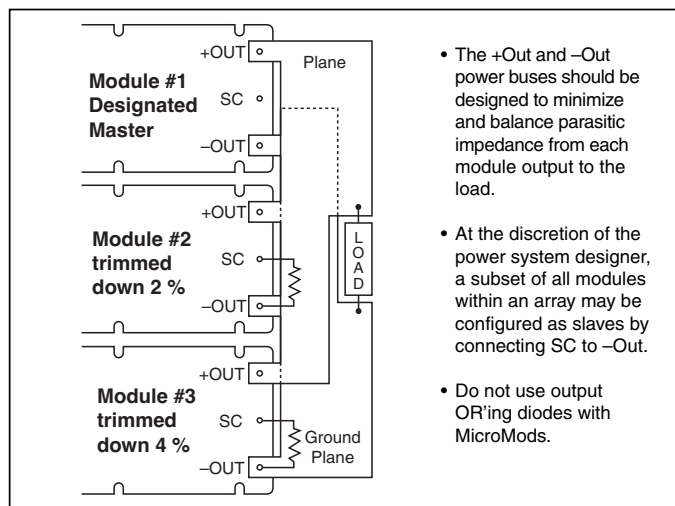 +OUT
Plane
Module #1
Designated
Master
SC
–OUT
+OUT
Module #2
trimmed
down 2 %
SC
–OUT
LOAD
+OUT
Module #3
trimmed
down 4 %
SC
Ground
Plane
–OUT
• The +Out and –Out
power buses should be
designed to minimize
and balance parasitic
impedance from each
module output to the
load.
• At the discretion of the
power system designer,
a subset of all modules
within an array may be
configured as slaves by
connecting SC to –Out.
• Do not use output
OR'ing diodes with
MicroMods.